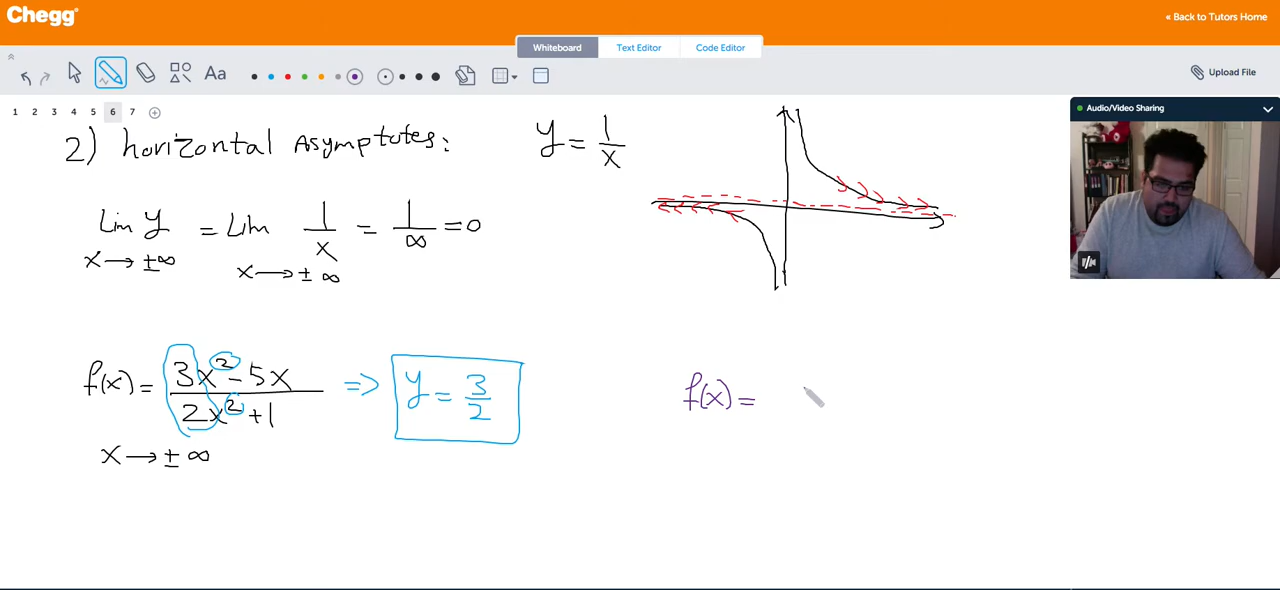 Chegg
« Back to Tutors Home
Whiteboard Text Editor Code Editor
Aa
Upload File
1 2 3 4 5 6 7
Audio/Video Sharing
2) horizontal Asymptotes:
y = 1/x
Lim y = Lim 1/x = 1/∞ = 0
x → ±∞ x → ±∞
f(x) = (3x² - 5x)/(2x² + 1) => y = 3/2
x → ±∞
f(x) =